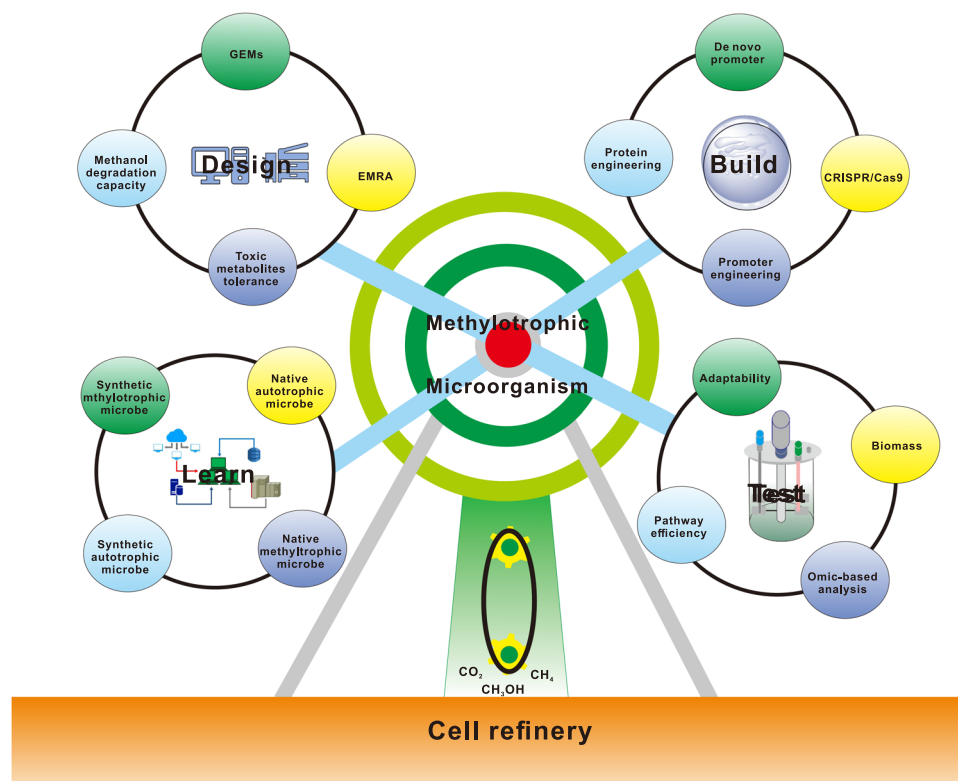 GEMs
Methanol
degradation
capacity
Design
EMRA
Toxic
metabolites
tolerance
De novo
promoter
Protein
engineering
Build
CRISPR/Cas9
Promoter
engineering
Methylotrophic
Microorganism
Synthetic
mthylotrophic
microbe
Native
autotrophic
microbe
Learn
Synthetic
autotrophic
microbe
Native
methyltrophic
microbe
Adaptability
Biomass
Test
Pathway
efficiency
Omic-based
analysis
CO₂
CH₄
CH₃OH
Cell refinery